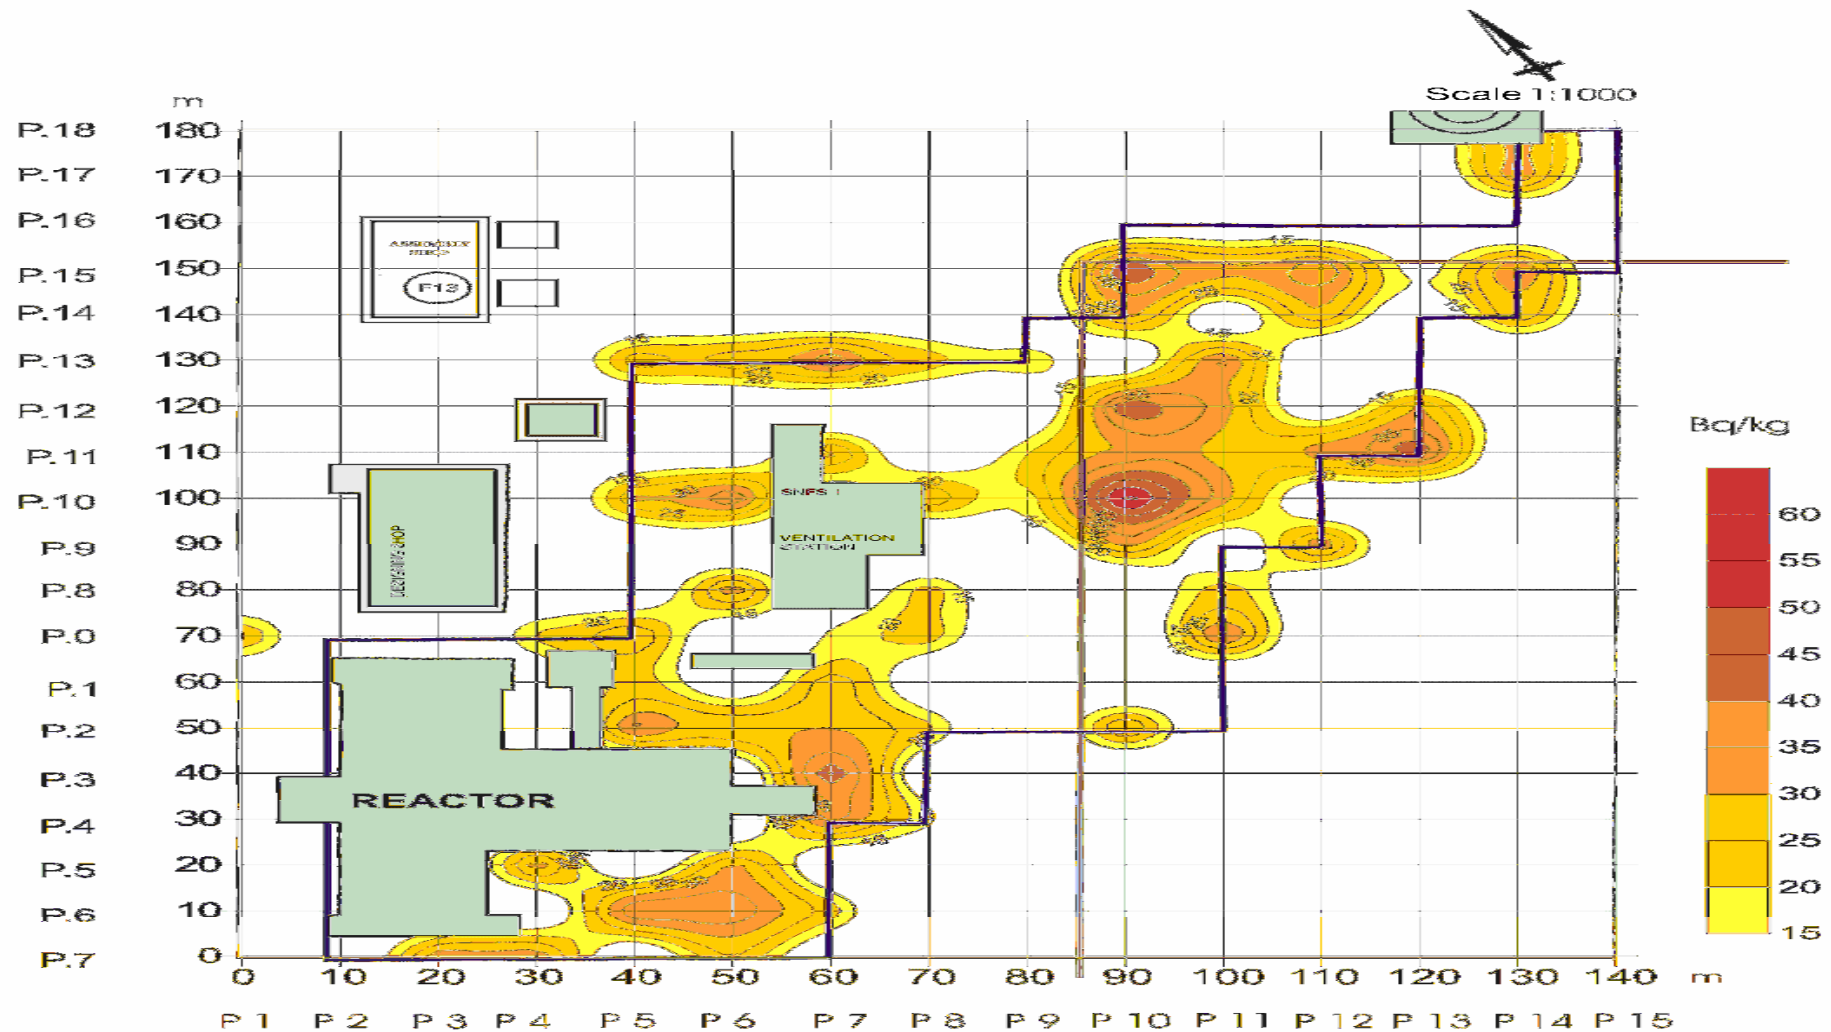 Scale 1:1000
m
P.18 180
P.17 170
P.16 160
P.15 150
P.14 140
P.13 130
P.12 120
P.11 110
P.10 100
P.9 90
P.8 80
P.0 70
P.1 60
P.2 50
P.3 40
P.4 30
P.5 20
P.6 10
P.7 0
ASSEMBLY
F13
SNFS
VENTILATION
STATION
REACTOR
Bq/kg
60
55
50
45
40
35
30
25
20
15
0 10 20 30 40 50 60 70 80 90 100 110 120 130 140 m
P 1 P 2 P 3 P 4 P 5 P 6 P 7 P 8 P 9 P 10 P 11 P 12 P 13 P 14 P 15